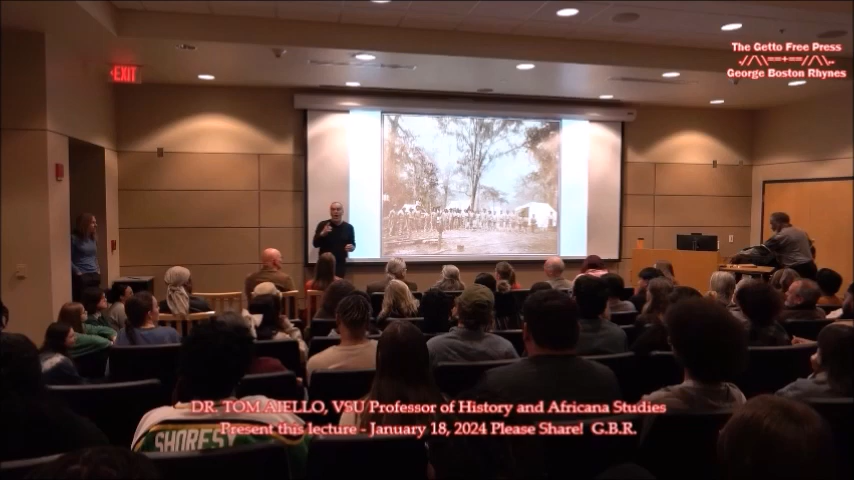 The Getto Free Press
George Boston Rhynes
EXIT
DR. TOM AIELLO, VSU Professor of History and Africana Studies
Present this lecture - January 18, 2024 Please Share! G.B.R.
SHORESY